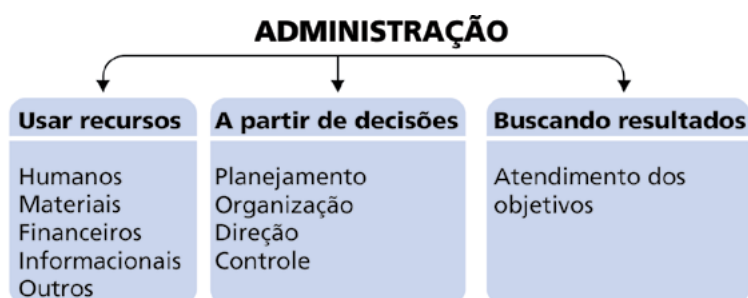 ADMINISTRAÇÃO
Usar recursos
Humanos
Materiais
Financeiros
Informacionais
Outros
A partir de decisões
Planejamento
Organização
Direção
Controle
Buscando resultados
Atendimento dos
objetivos